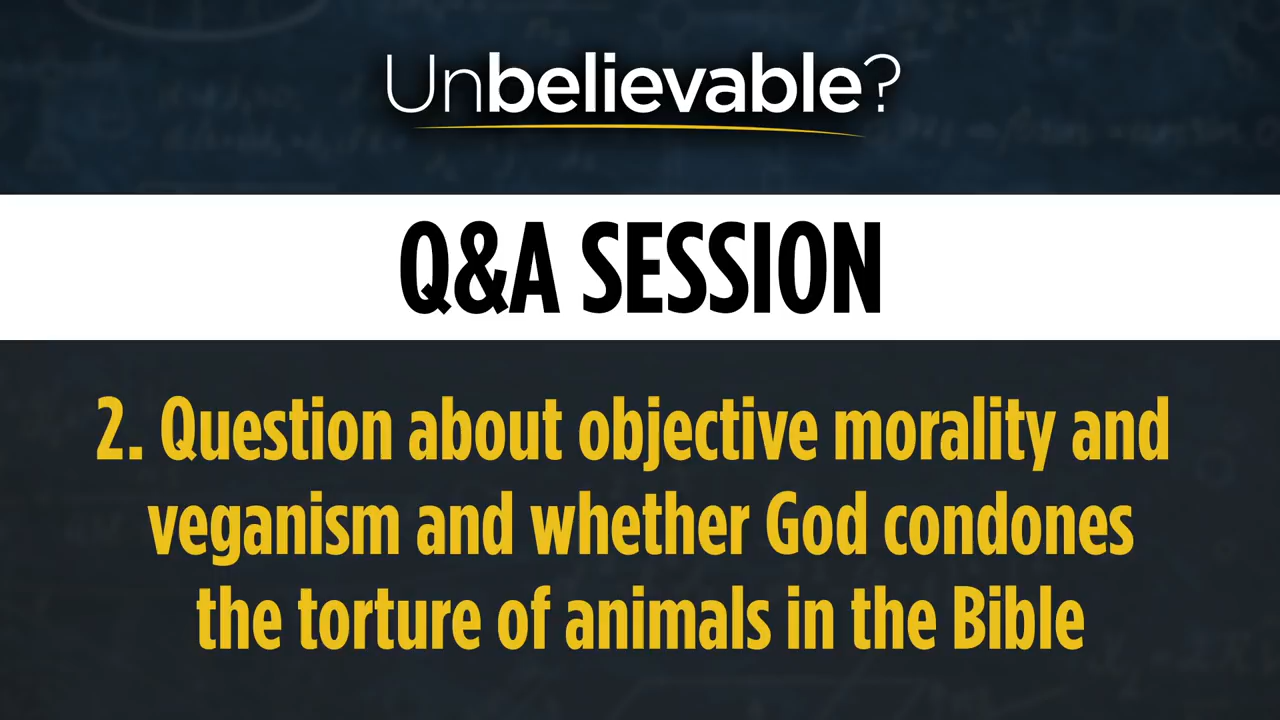 Unbelievable?
Q&A SESSION
2. Question about objective morality and
veganism and whether God condones
the torture of animals in the Bible